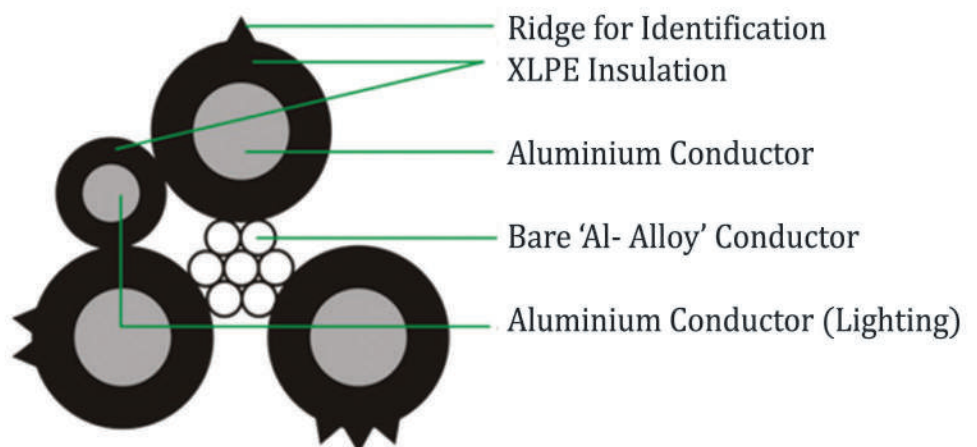 Ridge for Identification
XLPE Insulation
Aluminium Conductor
Bare ‘Al- Alloy’ Conductor
Aluminium Conductor (Lighting)